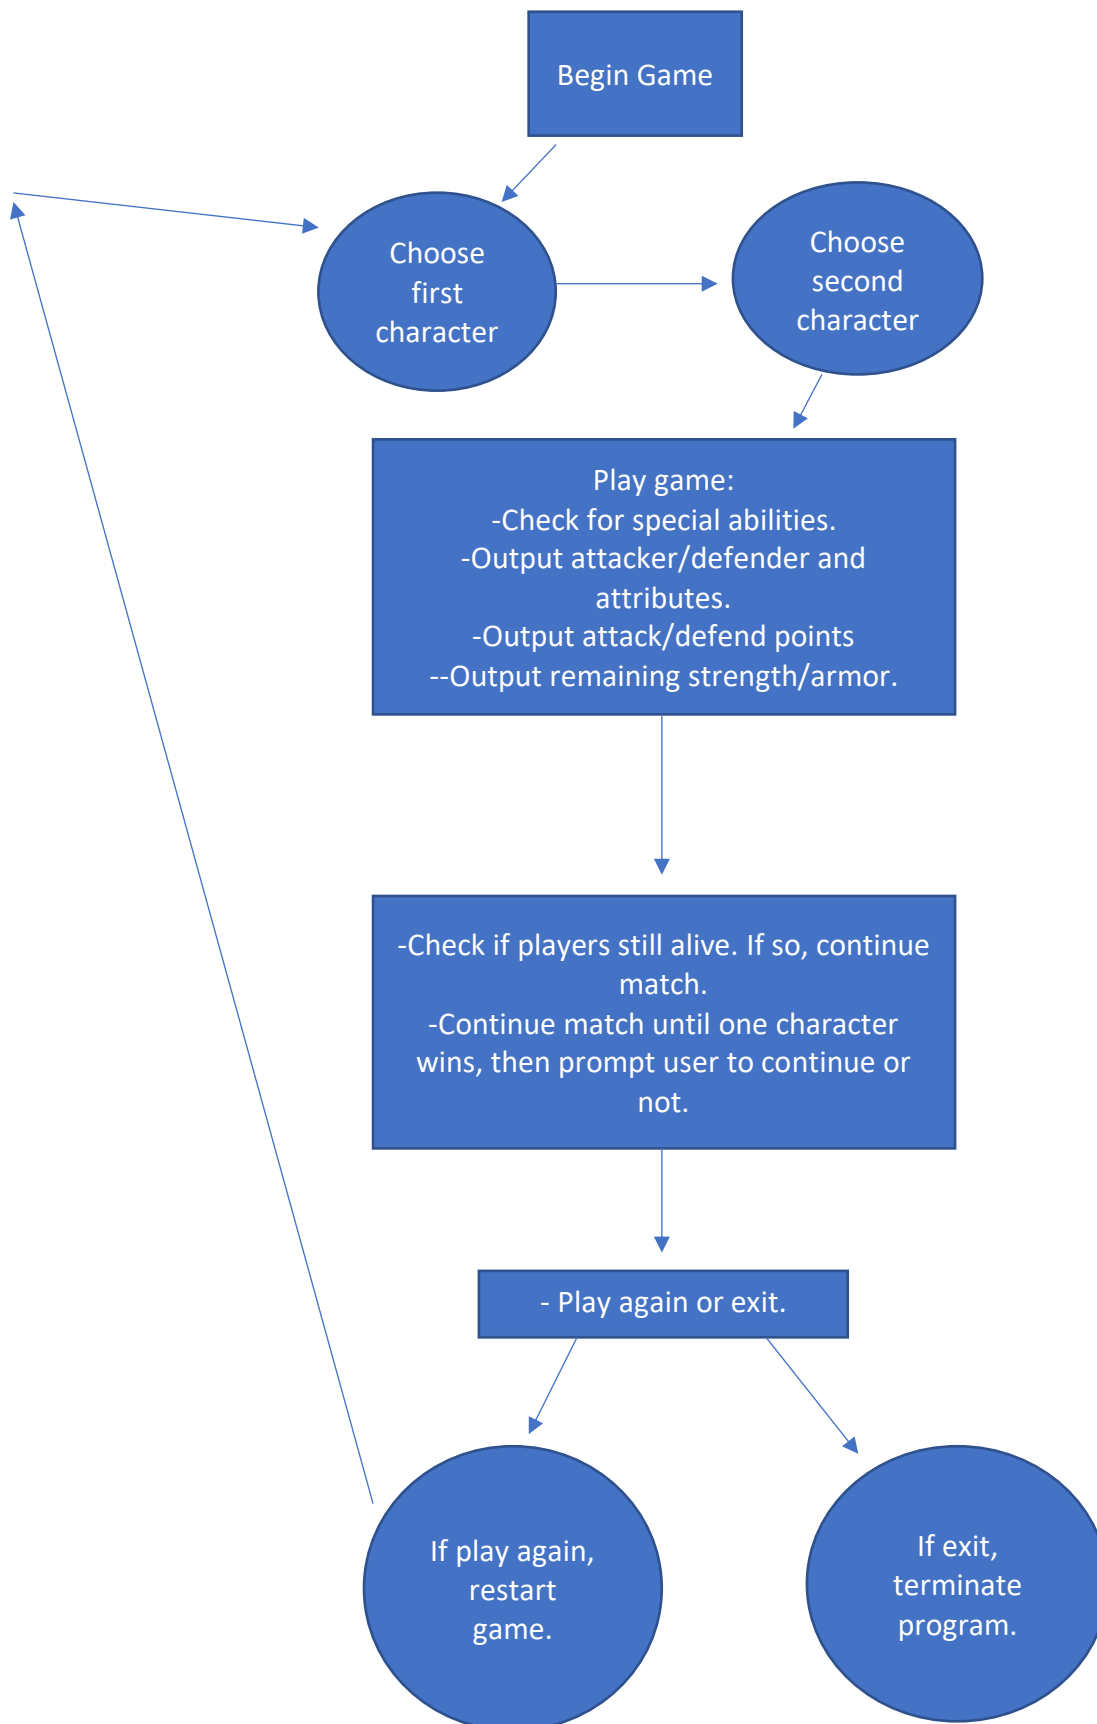 Begin Game
Choose
first
character
Choose
second
character
Play game:
-Check for special abilities.
-Output attacker/defender and
attributes.
-Output attack/defend points
--Output remaining strength/armor.
-Check if players still alive. If so, continue
match.
-Continue match until one character
wins, then prompt user to continue or
not.
- Play again or exit.
If play again,
restart
game.
If exit,
terminate
program.